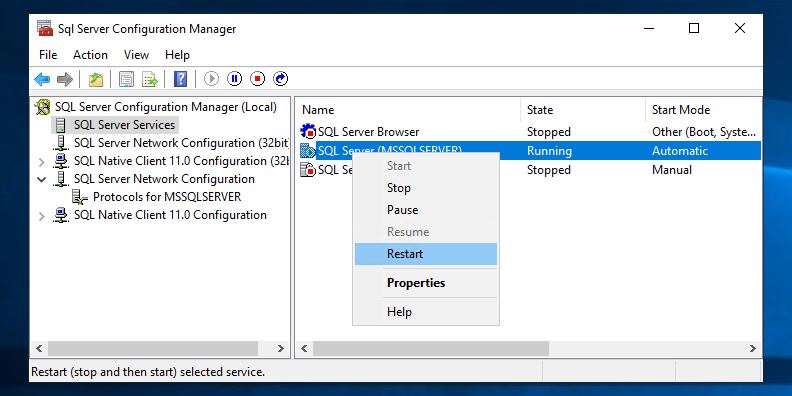 Sql Server Configuration Manager
File Action View Help
SQL Server Configuration Manager (Local)
SQL Server Services
SQL Server Network Configuration (32bit
SQL Native Client 11.0 Configuration (32
SQL Server Network Configuration
Protocols for MSSQLSERVER
SQL Native Client 11.0 Configuration
Name State Start Mode
SQL Server Browser Stopped Other (Boot, Syste...
SQL Server (MSSQLSERVER) Running Automatic
SQL Se Stopped Manual
Start
Stop
Pause
Resume
Restart
Properties
Help
Restart (stop and then start) selected service.